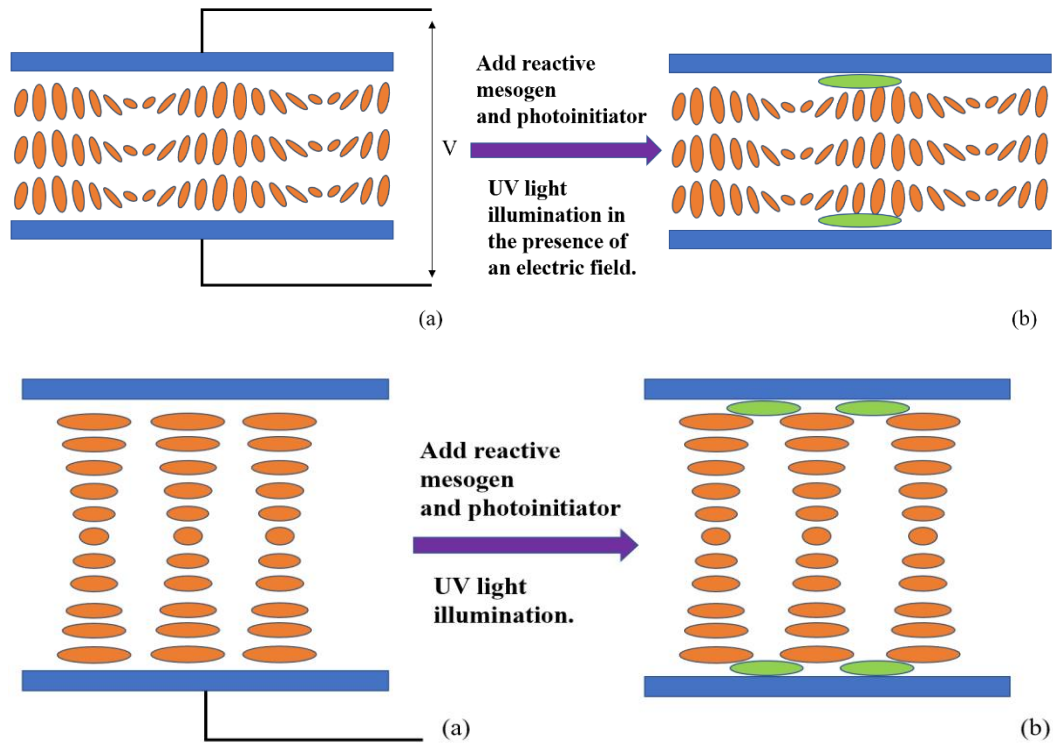 Add reactive
mesogen
and photoinitiator
V
UV light
illumination in
the presence of
an electric field.
(a)
(b)
Add reactive
mesogen
and photoinitiator
UV light
illumination.
(a)
(b)